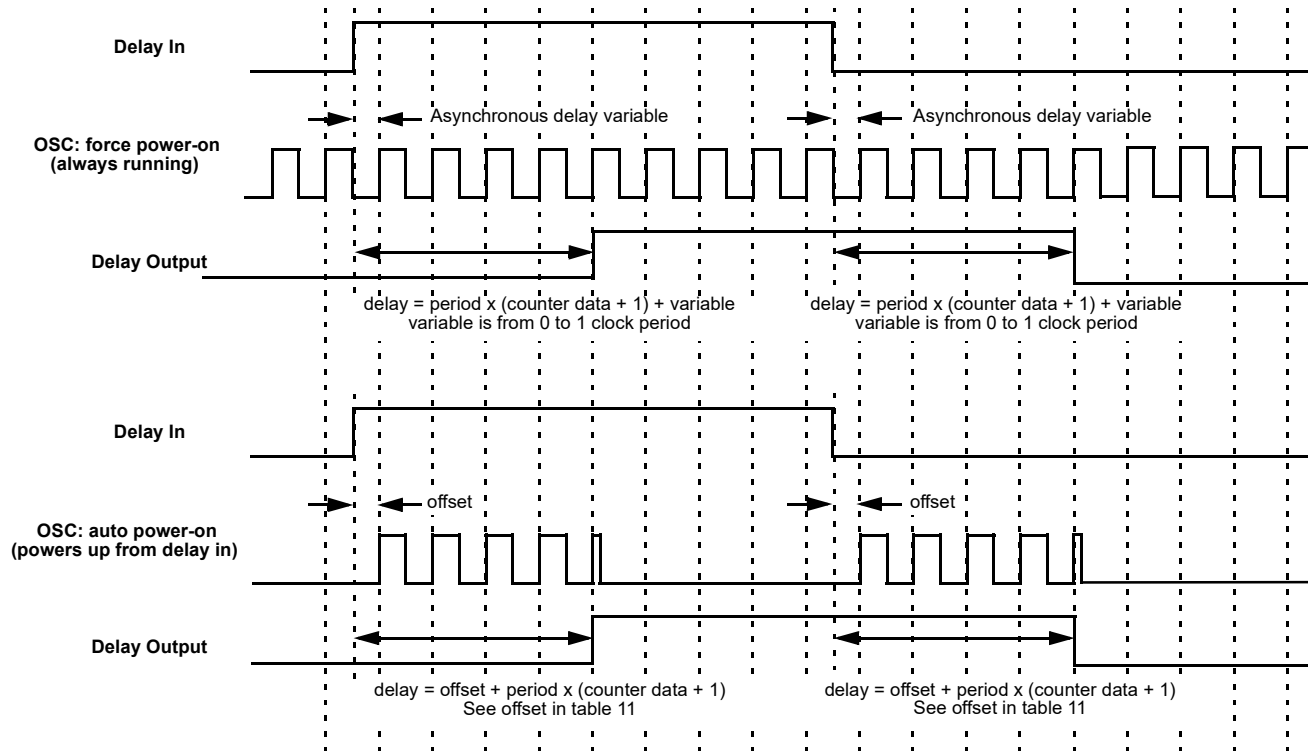 Delay In
Asynchronous delay variable
Asynchronous delay variable
OSC: force power-on
(always running)
Delay Output
delay = period x (counter data + 1) + variable
variable is from 0 to 1 clock period
delay = period x (counter data + 1) + variable
variable is from 0 to 1 clock period
Delay In
offset
offset
OSC: auto power-on
(powers up from delay in)
Delay Output
delay = offset + period x (counter data + 1)
See offset in table 11
delay = offset + period x (counter data + 1)
See offset in table 11